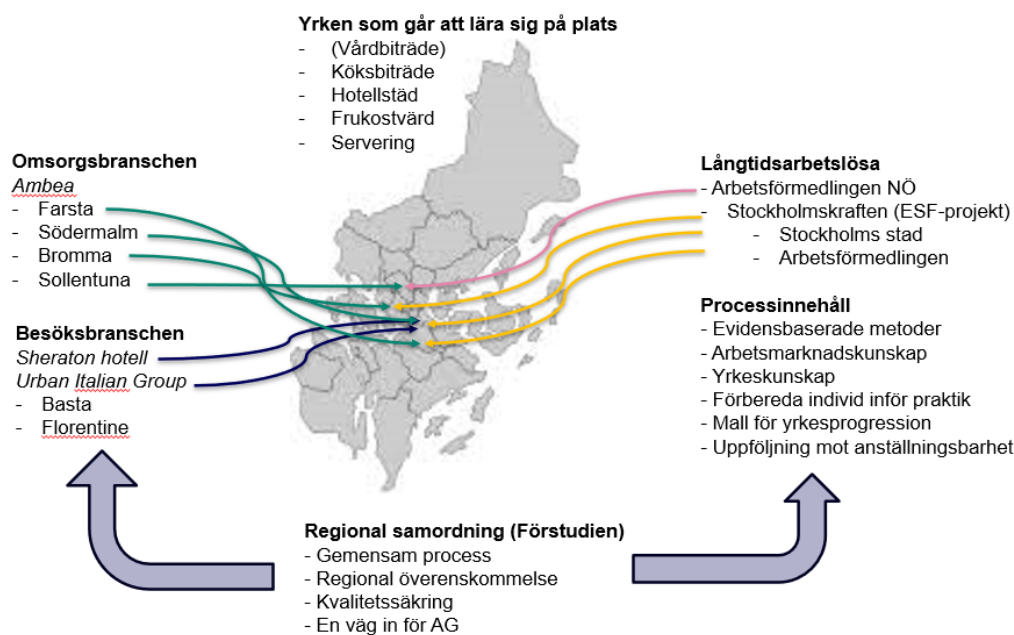 Yrken som går att lära sig på plats
- (Vårdbiträde)
- Köksbiträde
- Hotellstäd
- Frukostvärd
- Servering
Omsorgsbranschen
Ambea
- Farsta
- Södermalm
- Bromma
- Sollentuna
Besöksbranschen
Sheraton hotell
Urban Italian Group
- Basta
- Florentine
Långtidsarbetslösa
- Arbetsförmedlingen NÖ
- Stockholmskraften (ESF-projekt)
- Stockholms stad
- Arbetsförmedlingen
Processinnehåll
- Evidensbaserade metoder
- Arbetsmarknadskunskap
- Yrkeskunskap
- Förbereda individ inför praktik
- Mall för yrkesprogression
- Uppföljning mot anställningsbarhet
Regional samordning (Förstudien)
- Gemensam process
- Regional överenskommelse
- Kvalitetssäkring
- En väg in för AG